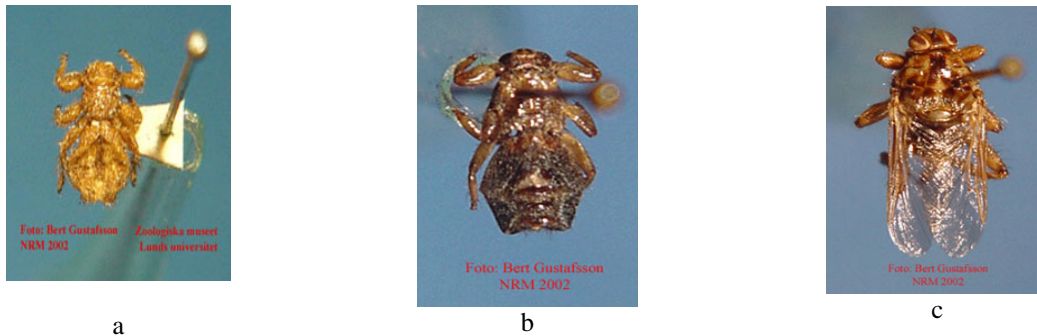 Foto: Bert Gustafsson
NRM 2002
Zoologiska museet
Lunds universitet
a
Foto: Bert Gustafsson
NRM 2002
b
Foto: Bert Gustafsson
NRM 2002
c